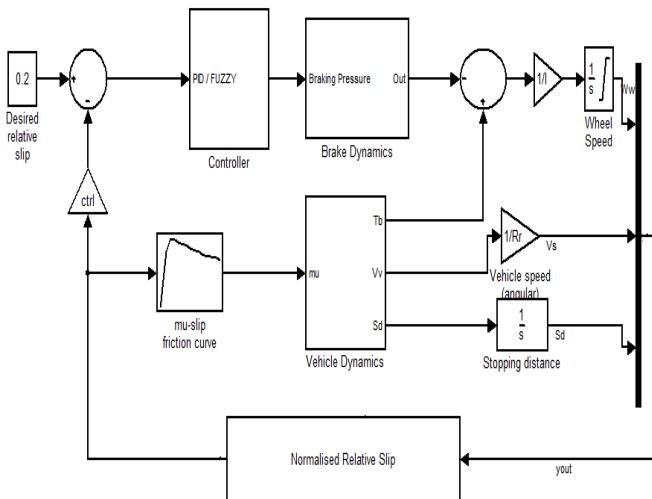 0.2
Desired
relative
slip
+
-
PID / FUZZY
Controller
Braking Pressure
Out
Brake Dynamics
-
+
1/I
1
s
Ww
Wheel
Speed
ctrl
mu-slip
friction curve
mu
Tb
Vv
Sd
Vehicle Dynamics
1/Rr
Vs
Vehicle speed
(angular)
1
s
Sd
Stopping distance
Normalised Relative Slip
yout